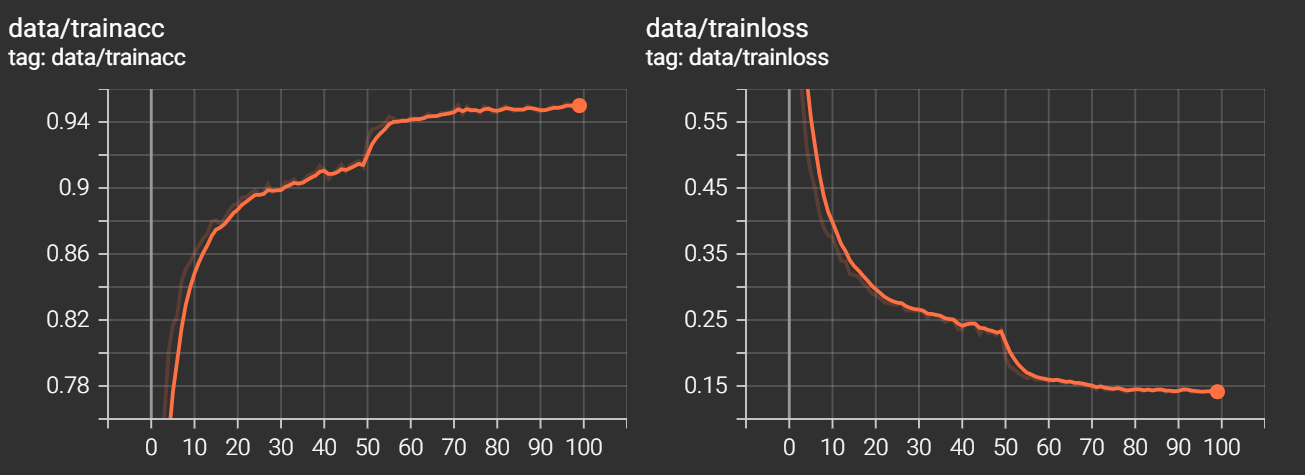 data/trainacc
tag: data/trainacc
0.94
0.9
0.86
0.82
0.78
0 10 20 30 40 50 60 70 80 90 100
data/trainloss
tag: data/trainloss
0.55
0.45
0.35
0.25
0.15
0 10 20 30 40 50 60 70 80 90 100